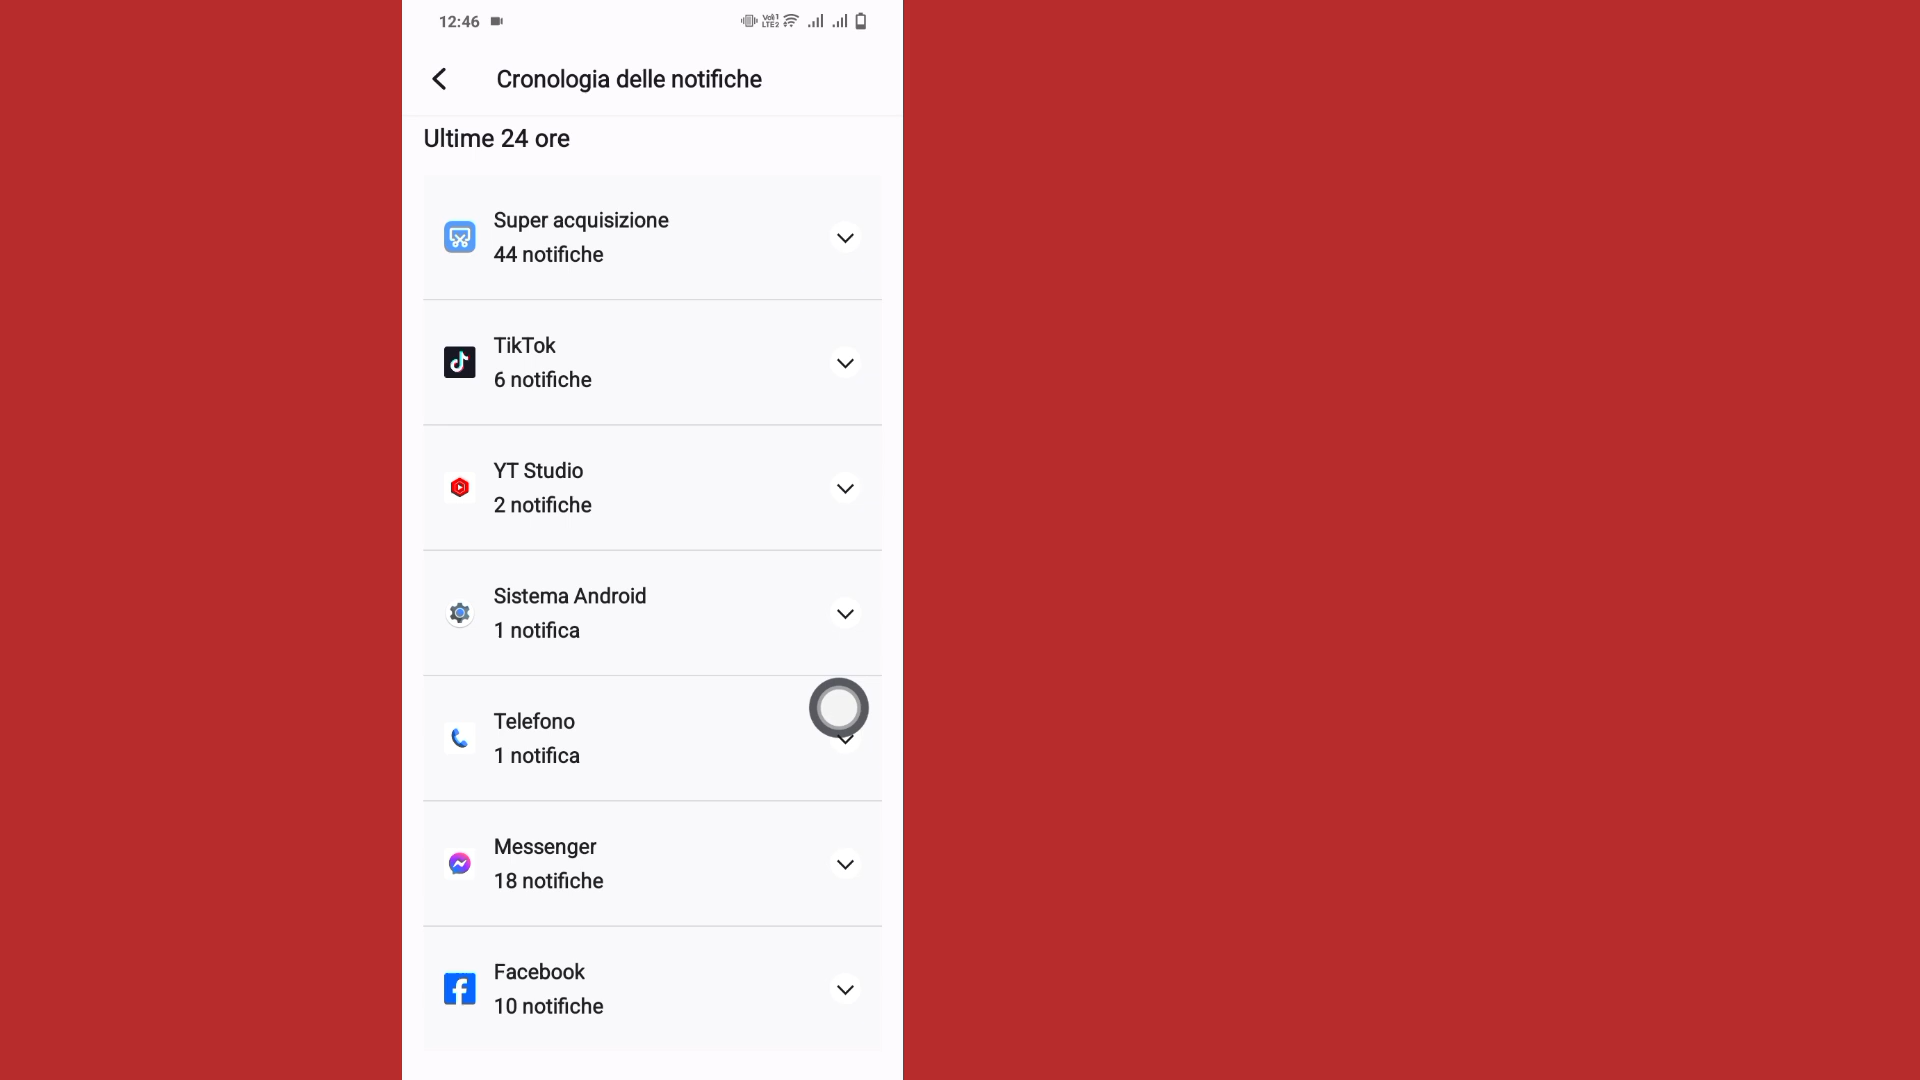 12:46
Cronologia delle notifiche
Ultime 24 ore
Super acquisizione
44 notifiche
TikTok
6 notifiche
YT Studio
2 notifiche
Sistema Android
1 notifica
Telefono
1 notifica
Messenger
18 notifiche
Facebook
10 notifiche